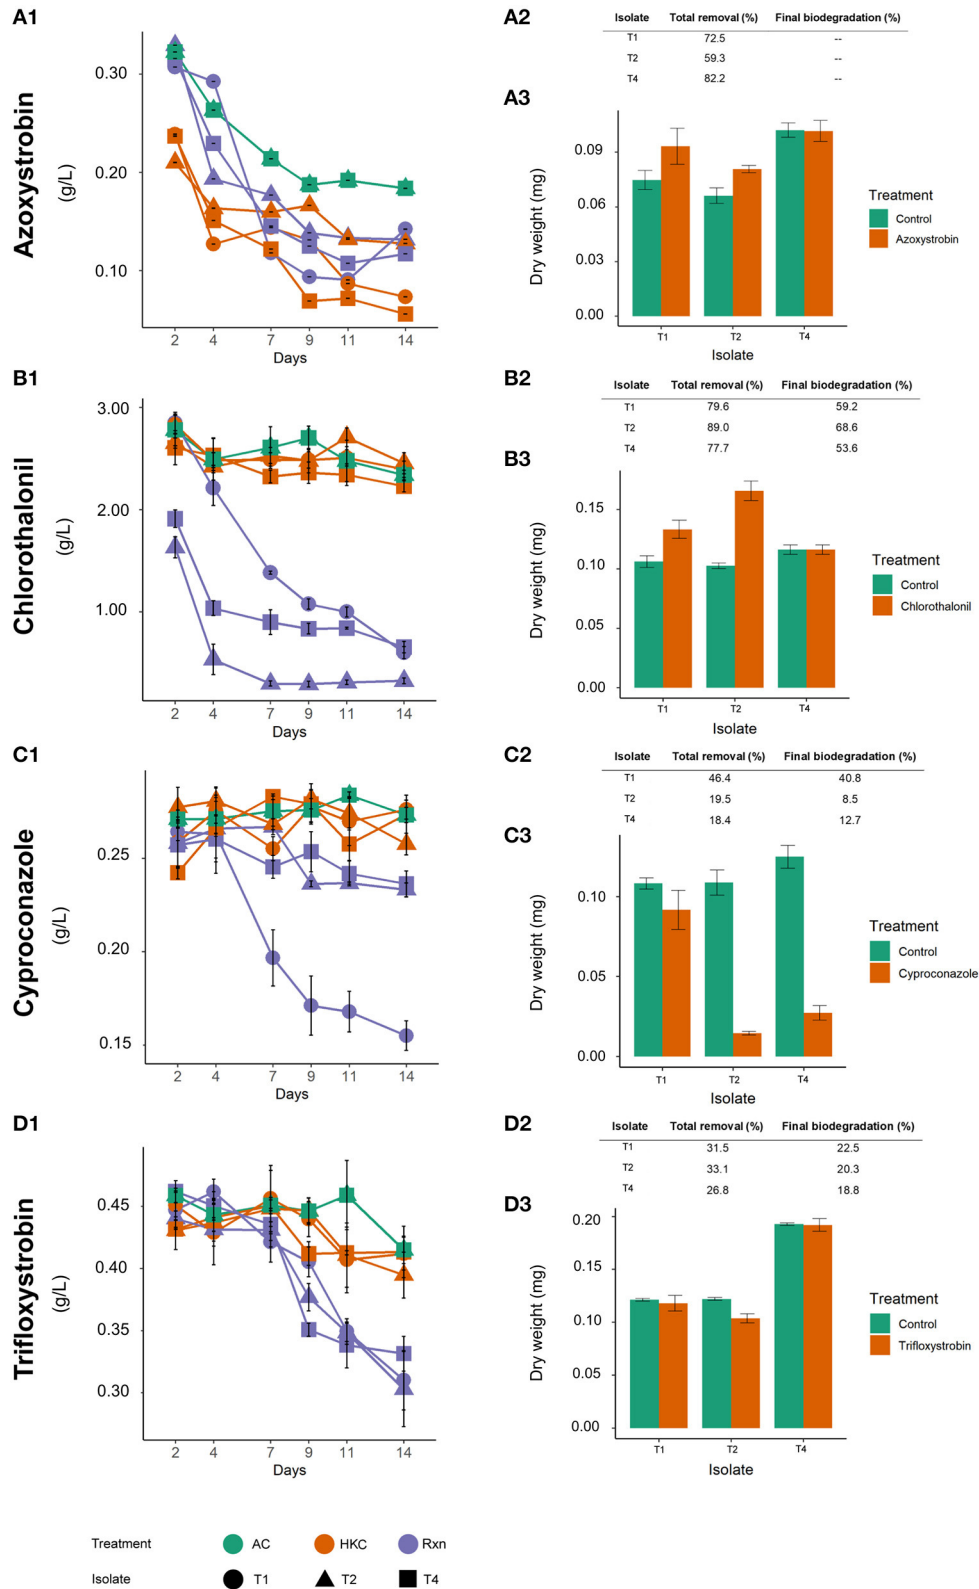 A1
Azoxystrobin
(g/L)
0.30
0.20
0.10
2 4 7 9 11 14
Days
A2
Isolate Total removal (%) Final biodegradation (%)
T1 72.5 --
T2 59.3 --
T4 82.2 --
A3
Dry weight (mg)
0.09
0.06
0.03
0.00
T1 T2 T4
Isolate
Treatment
Control
Azoxystrobin
B1
Chlorothalonil
(g/L)
3.00
2.00
1.00
2 4 7 9 11 14
Days
B2
Isolate Total removal (%) Final biodegradation (%)
T1 79.6 59.2
T2 89.0 68.6
T4 77.7 53.6
B3
Dry weight (mg)
0.15
0.10
0.05
0.00
T1 T2 T4
Isolate
Treatment
Control
Chlorothalonil
C1
Cyproconazole
(g/L)
0.25
0.20
0.15
2 4 7 9 11 14
Days
C2
Isolate Total removal (%) Final biodegradation (%)
T1 46.4 40.8
T2 19.5 8.5
T4 18.4 12.7
C3
Dry weight (mg)
0.10
0.05
0.00
T1 T2 T4
Isolate
Treatment
Control
Cyproconazole
D1
Trifloxystrobin
(g/L)
0.45
0.40
0.35
0.30
2 4 7 9 11 14
Days
D2
Isolate Total removal (%) Final biodegradation (%)
T1 31.5 22.5
T2 33.1 20.3
T4 26.8 18.8
D3
Dry weight (mg)
0.20
0.15
0.10
0.05
0.00
T1 T2 T4
Isolate
Treatment
Control
Trifloxystrobin
Treatment AC HKC Rxn
Isolate T1 T2 T4